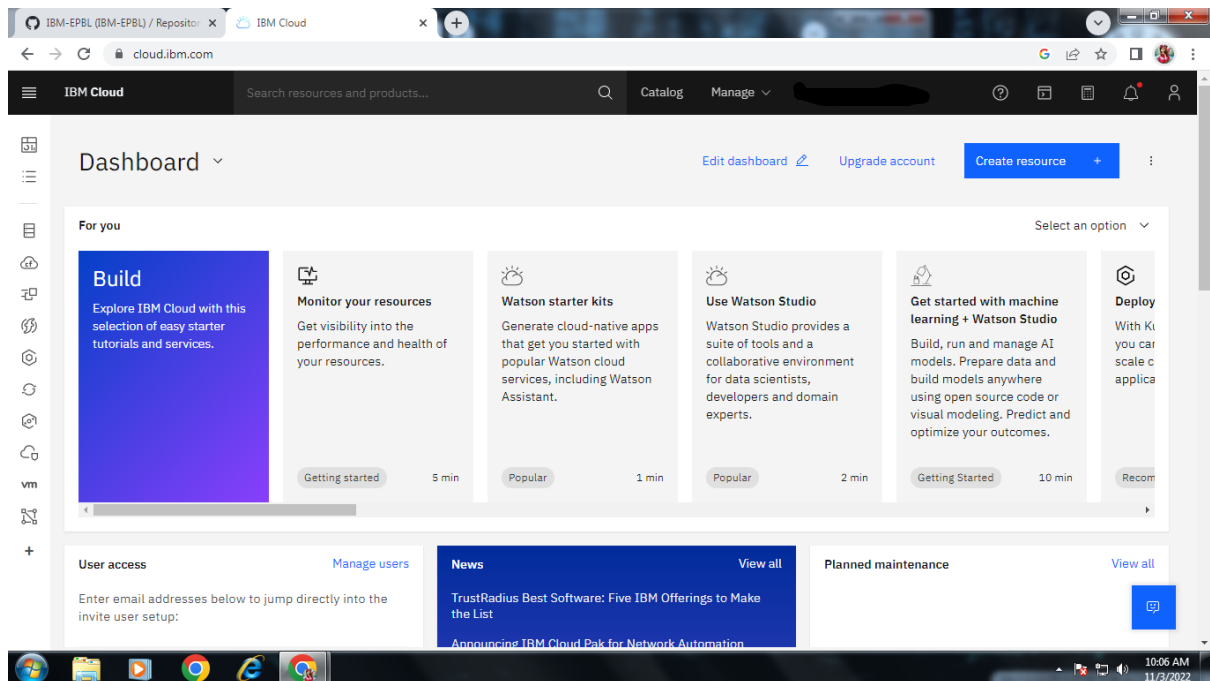 IBM-EPBL (IBM-EPBL) / Repositor
IBM Cloud
cloud.ibm.com
IBM Cloud
Search resources and products...
Catalog
Manage
Dashboard
Edit dashboard
Upgrade account
Create resource +
For you
Select an option
Build
Explore IBM Cloud with this
selection of easy starter
tutorials and services.
Monitor your resources
Get visibility into the
performance and health of
your resources.
Getting started
5 min
Watson starter kits
Generate cloud-native apps
that get you started with
popular Watson cloud
services, including Watson
Assistant.
Popular
1 min
Use Watson Studio
Watson Studio provides a
suite of tools and a
collaborative environment
for data scientists,
developers and domain
experts.
Popular
2 min
Get started with machine
learning + Watson Studio
Build, run and manage AI
models. Prepare data and
build models anywhere
using open source code or
visual modeling. Predict and
optimize your outcomes.
Getting Started
10 min
Deploy
With Ku
you car
scale c
applica
Recom
vm
User access
Manage users
Enter email addresses below to jump directly into the
invite user setup:
News
View all
TrustRadius Best Software: Five IBM Offerings to Make
the List
Announcing IBM Cloud Pak for Network Automation
Planned maintenance
View all
10:06 AM
11/3/2022